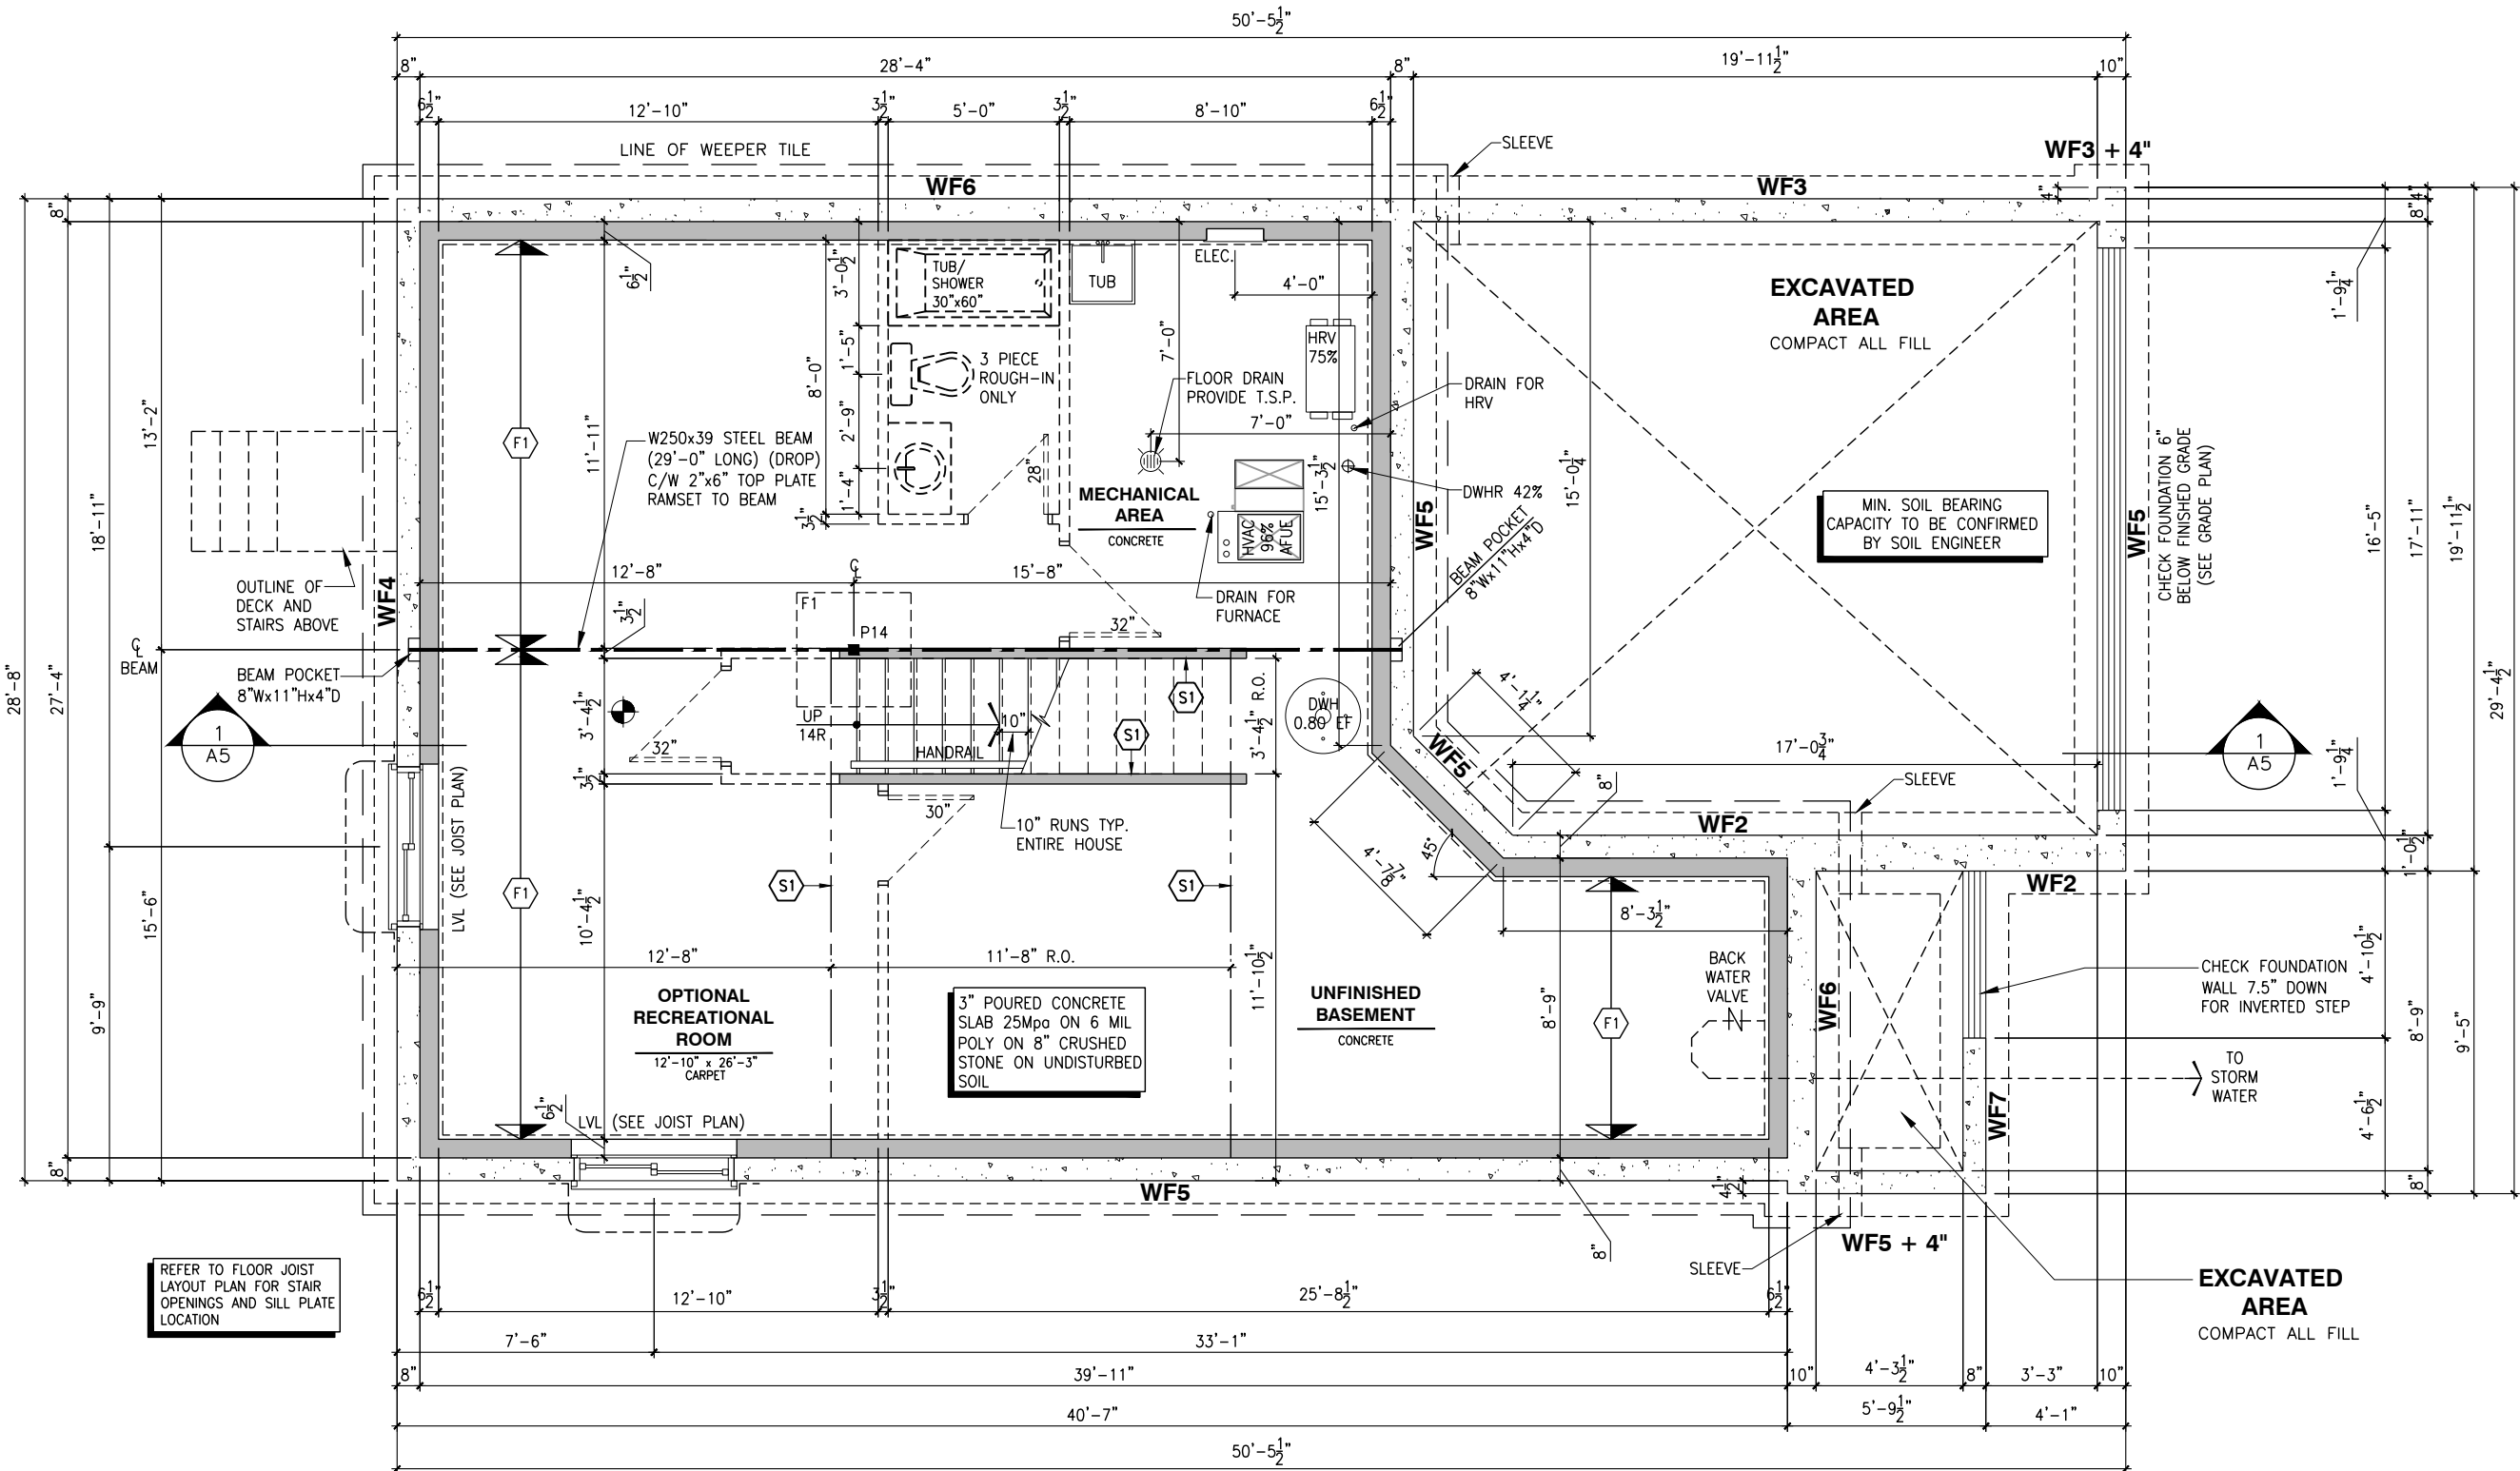 50'-5 1/2"
8"
28'-4"
8"
19'-11 1/2"
10"
6 1/2"
12'-10"
3 1/2"
5'-0"
3 1/2"
8'-10"
6 1/2"
LINE OF WEEPER TILE
SLEEVE
WF3 + 4"
WF6
WF3
4"
8"
8"
4"
6 1/2"
3'-0 1/2"
TUB/
SHOWER
30"x60"
TUB
ELEC.
4'-0"
EXCAVATED
AREA
COMPACT ALL FILL
1'-9 1/4"
HRV
75%
7'-0"
1'-5"
8'-0"
3 PIECE
ROUGH-IN
ONLY
FLOOR DRAIN
PROVIDE T.S.P.
DRAIN FOR
HRV
7'-0"
13'-2"
F1
11'-11"
W250x39 STEEL BEAM
(29'-0" LONG) (DROP)
C/W 2"x6" TOP PLATE
RAMSET TO BEAM
2'-9"
1'-4"
3 1/2"
28"
MECHANICAL
AREA
CONCRETE
15'-3 1/2"
15'-0 1/4"
DWHR 42%
HVAC
96%
AFUE
WF5
BEAM POCKET
8"Wx11"Hx4"D
MIN. SOIL BEARING
CAPACITY TO BE CONFIRMED
BY SOIL ENGINEER
WF5
CHECK FOUNDATION 6"
BELOW FINISHED GRADE
(SEE GRADE PLAN)
16'-5"
17'-11"
19'-11 1/2"
18'-11"
OUTLINE OF
DECK AND
STAIRS ABOVE
WF4
12'-8"
C
L
15'-8"
DRAIN FOR
FURNACE
F1
P14
3 1/2"
32"
C
L
BEAM
BEAM POCKET
8"Wx11"Hx4"D
28'-8"
27'-4"
29'-4 1/2"
1
A5
3'-4 1/2"
32"
UP
14R
10"
HANDRAIL
S1
S1
3'-4 1/2" R.O.
DWH
0.80 EF
4'-1 1/4"
WF5
17'-0 3/4"
1
A5
1'-9 1/4"
3 1/2"
LVL (SEE JOIST PLAN)
30"
10" RUNS TYP.
ENTIRE HOUSE
8"
SLEEVE
WF2
45°
4'-7 7/8"
1'-0 1/2"
WF2
15'-6"
F1
S1
S1
10'-4 1/2"
8'-3 1/2"
12'-8"
11'-8" R.O.
11'-10 1/2"
BACK
WATER
VALVE
4'-10 1/2"
CHECK FOUNDATION
WALL 7.5" DOWN
FOR INVERTED STEP
9'-9"
OPTIONAL
RECREATIONAL
ROOM
12'-10" x 26'-3"
CARPET
3" POURED CONCRETE
SLAB 25Mpa ON 6 MIL
POLY ON 8" CRUSHED
STONE ON UNDISTURBED
SOIL
UNFINISHED
BASEMENT
CONCRETE
8'-9"
F1
WF6
8'-9"
9'-5"
TO
STORM
WATER
6 1/2"
LVL (SEE JOIST PLAN)
WF7
4'-6 1/2"
8"
WF5
4 1/2"
8"
8"
WF5 + 4"
SLEEVE
REFER TO FLOOR JOIST
LAYOUT PLAN FOR STAIR
OPENINGS AND SILL PLATE
LOCATION
EXCAVATED
AREA
COMPACT ALL FILL
6 1/2"
12'-10"
3 1/2"
25'-8 1/2"
6 1/2"
7'-6"
33'-1"
8"
39'-11"
10"
4'-3 1/2"
8"
3'-3"
10"
40'-7"
5'-9 1/2"
4'-1"
50'-5 1/2"